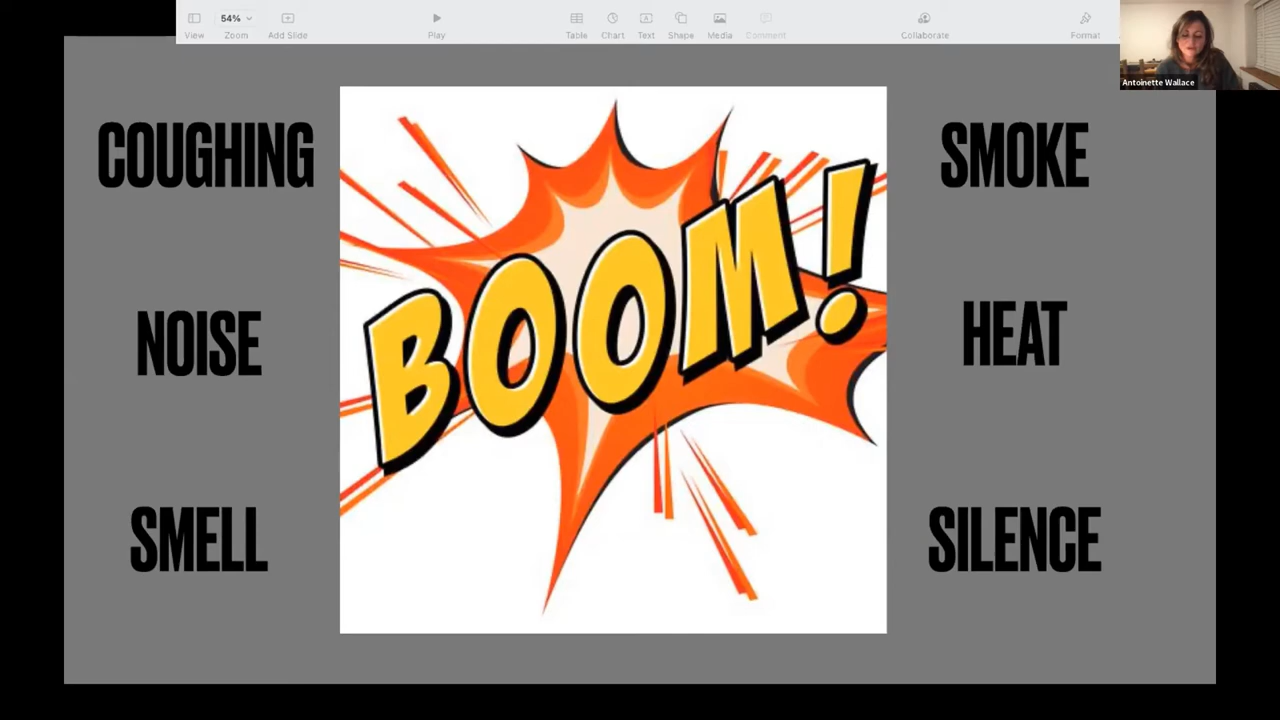 54%
View
Zoom
Add Slide
Play
Table
Chart
Text
Shape
Media
Comment
Collaborate
Format
Antoinette Wallace
COUGHING
SMOKE
BOOM!
NOISE
HEAT
SMELL
SILENCE